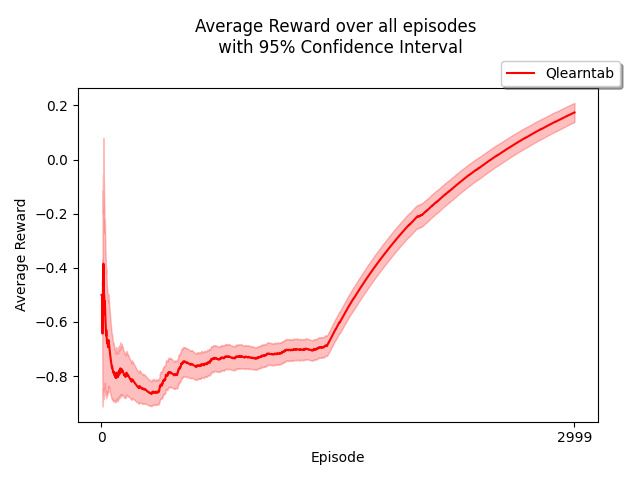 Average Reward over all episodes
with 95% Confidence Interval
Qlearntab
0.2
0.0
−0.2
−0.4
−0.6
−0.8
Average Reward
0
2999
Episode